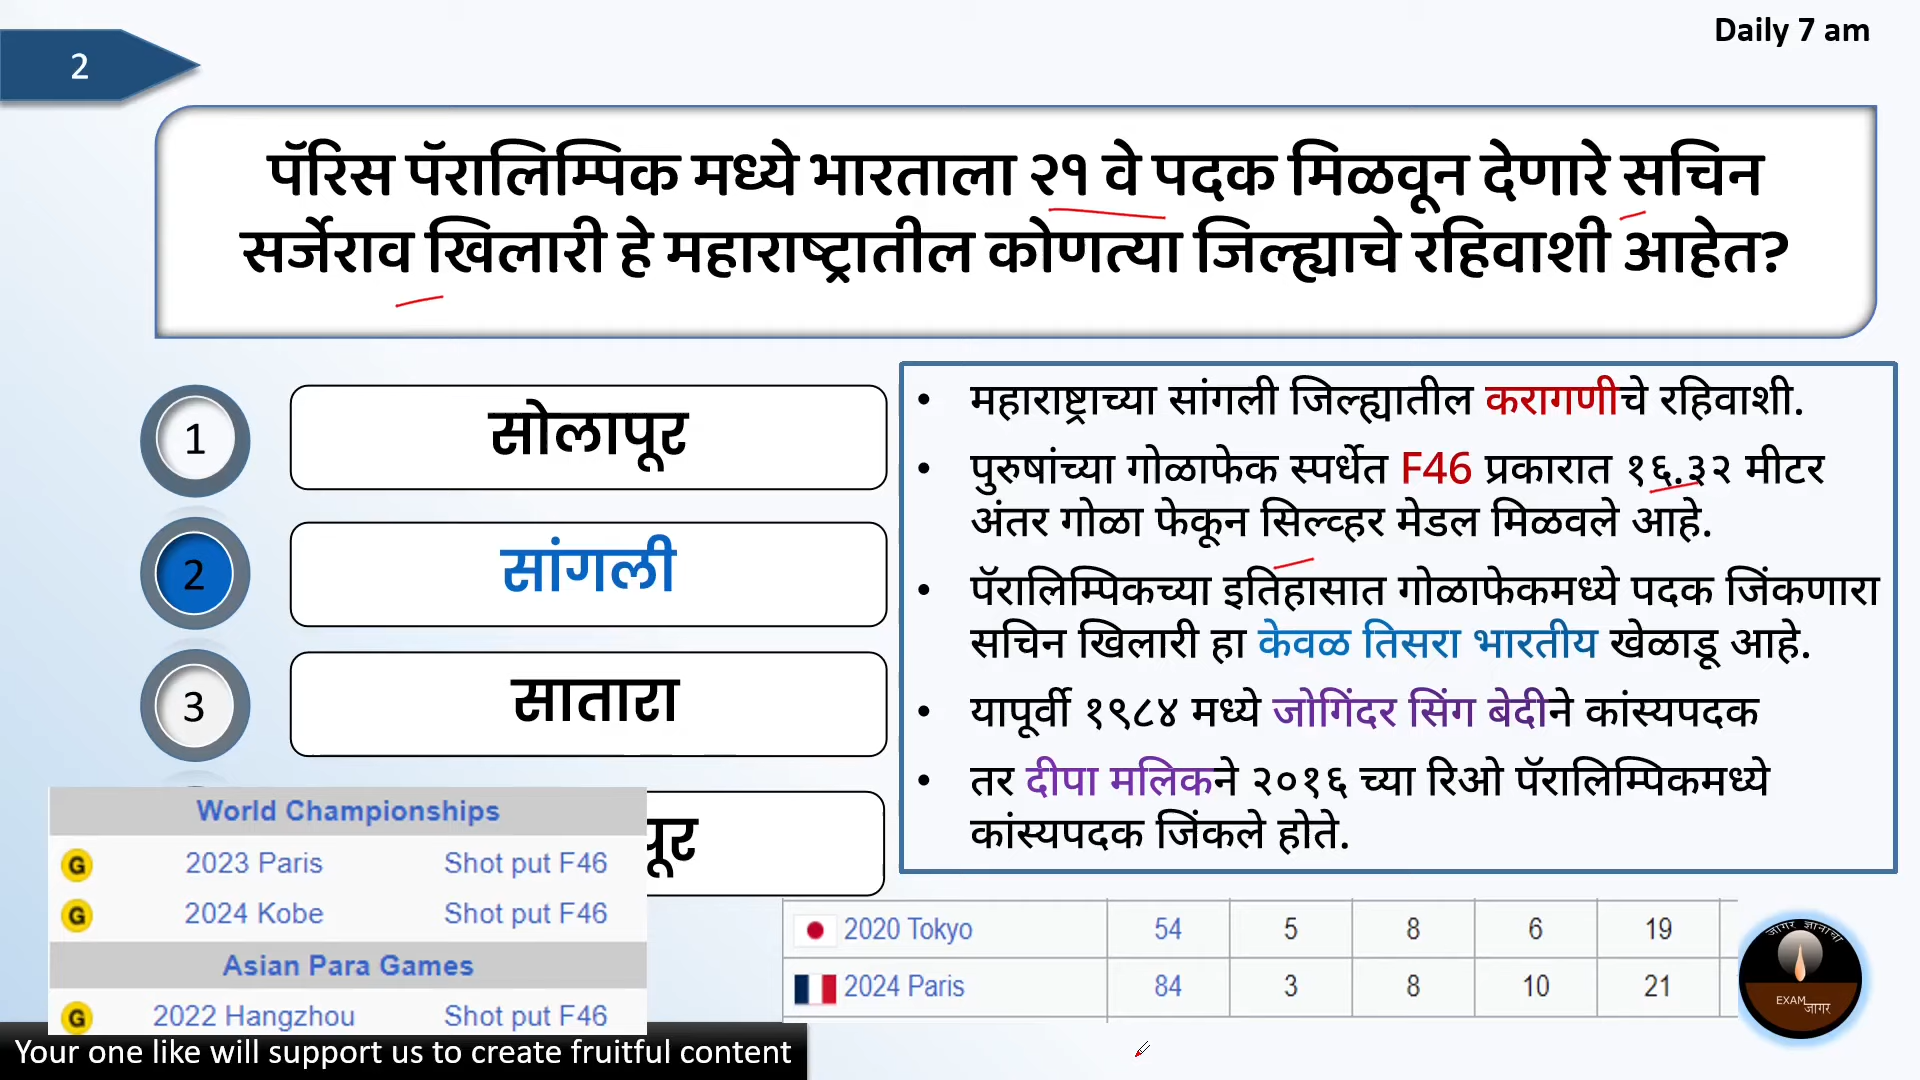 Daily 7 am
2
पॅरिस पॅरालिम्पिक मध्ये भारताला २१ वे पदक मिळवून देणारे सचिन
सर्जेराव खिलारी हे महाराष्ट्रातील कोणत्या जिल्ह्याचे रहिवाशी आहेत?
1 सोलापूर
2 सांगली
3 सातारा
पूर
• महाराष्ट्राच्या सांगली जिल्ह्यातील करागणीचे रहिवाशी.
• पुरुषांच्या गोळाफेक स्पर्धेत F46 प्रकारात १६.३२ मीटर
अंतर गोळा फेकून सिल्व्हर मेडल मिळवले आहे.
• पॅरालिम्पिकच्या इतिहासात गोळाफेकमध्ये पदक जिंकणारा
सचिन खिलारी हा केवळ तिसरा भारतीय खेळाडू आहे.
• यापूर्वी १९८४ मध्ये जोगिंदर सिंग बेदीने कांस्यपदक
• तर दीपा मलिकने २०१६ च्या रिओ पॅरालिम्पिकमध्ये
कांस्यपदक जिंकले होते.
World Championships
G 2023 Paris Shot put F46
G 2024 Kobe Shot put F46
Asian Para Games
G 2022 Hangzhou Shot put F46
2020 Tokyo 54 5 8 6 19
2024 Paris 84 3 8 10 21
जागर ज्ञानाचा
EXAM जागर
Your one like will support us to create fruitful content